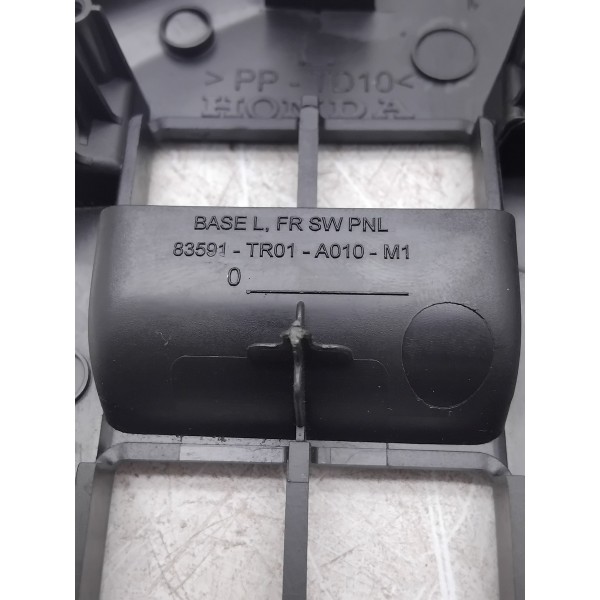 >PP-TD10<
HONDA
BASE L, FR SW PNL
83591 - TR01 - A010 - M1
0